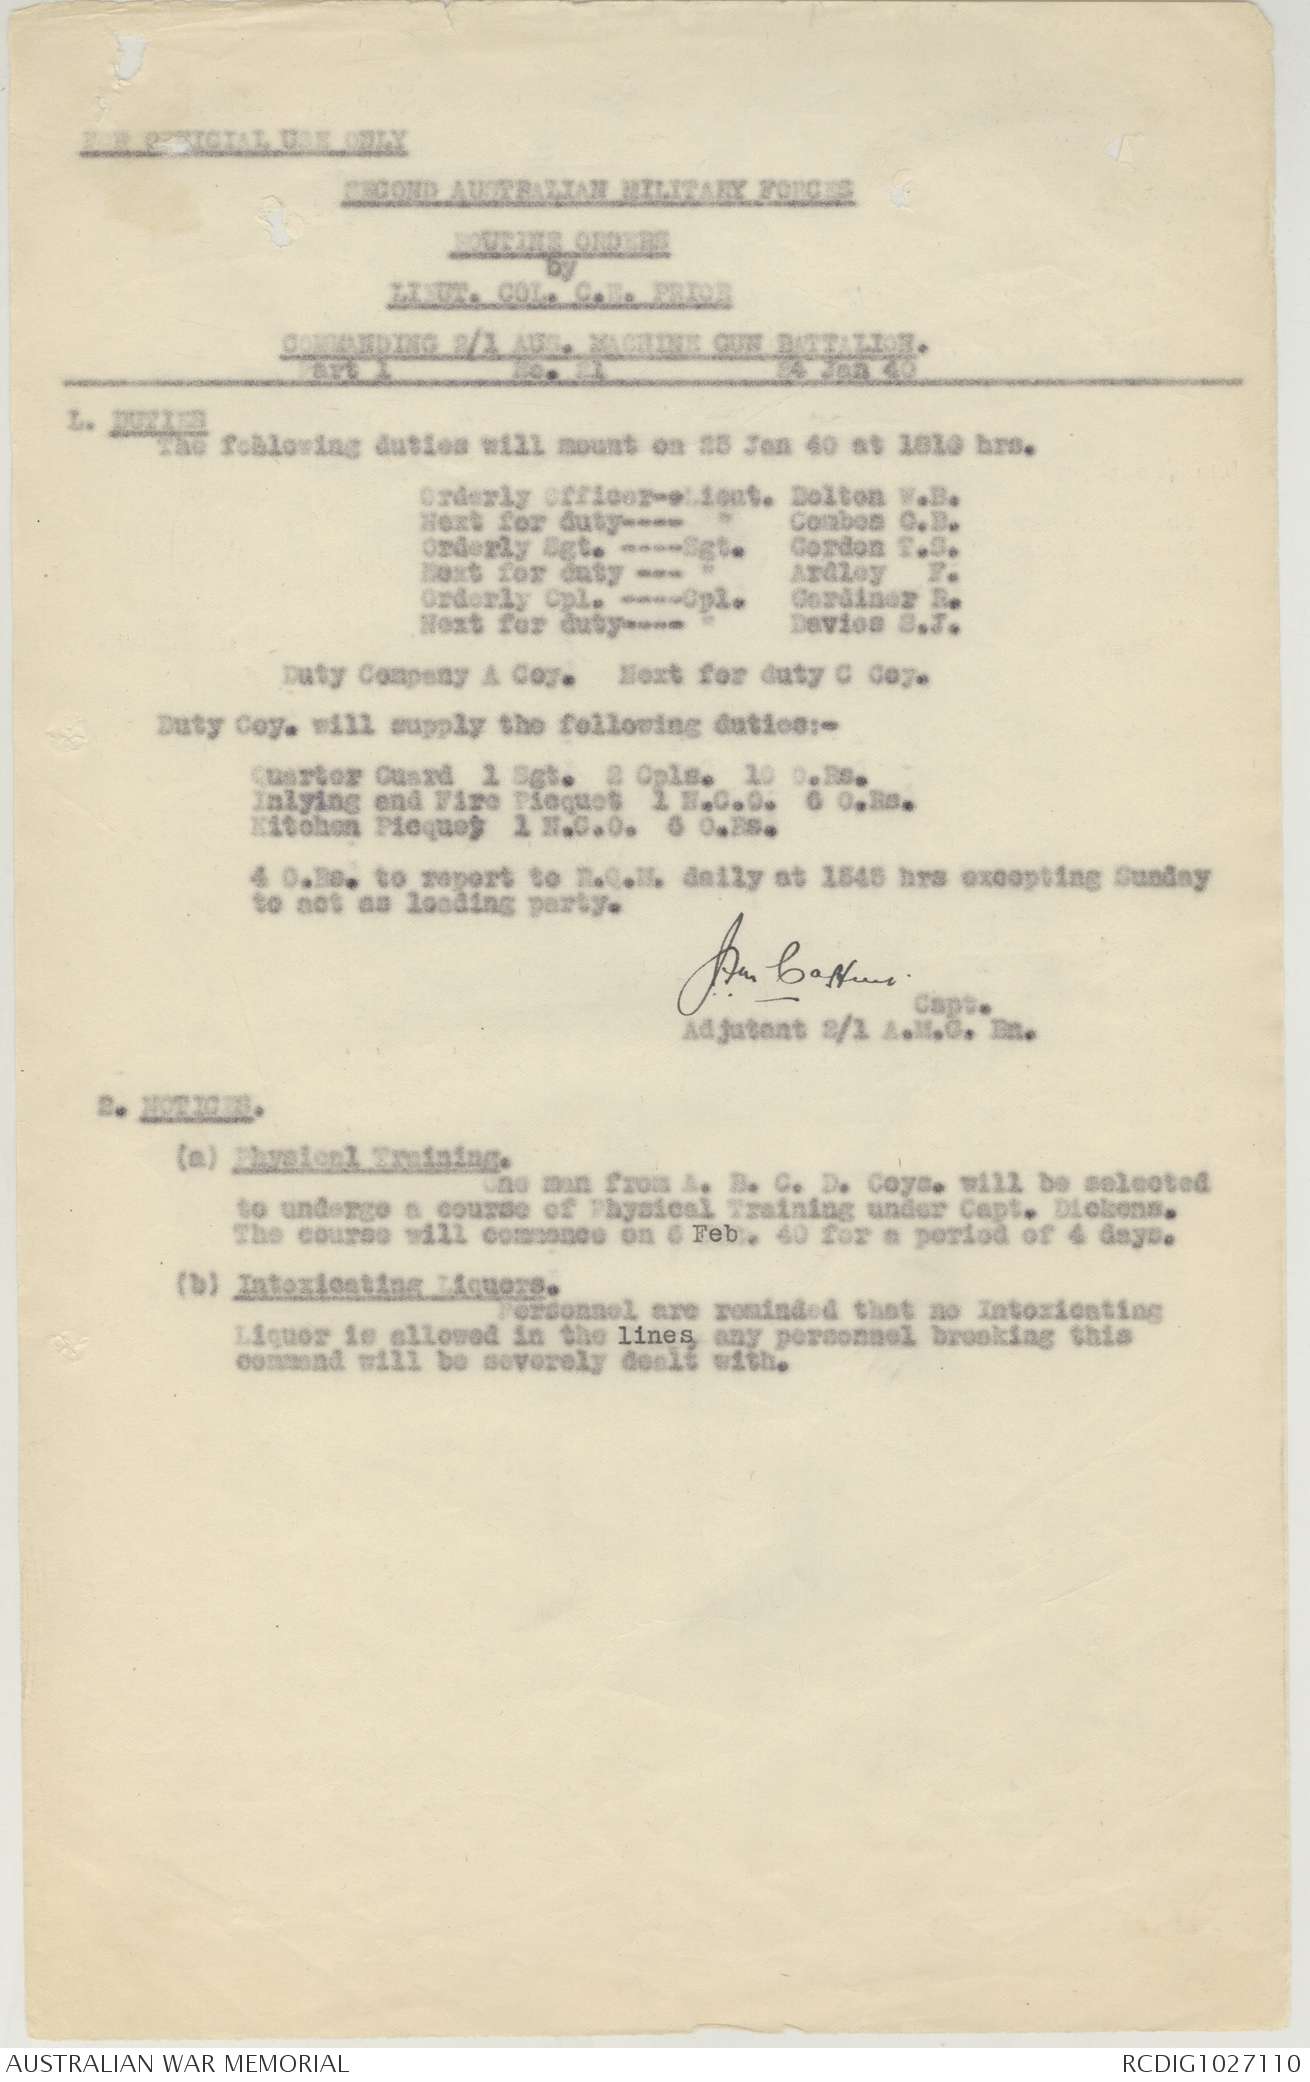 FOR OFFICIAL USE ONLY
SECOND AUSTRALIAN MILITARY FORCES
ROUTINE ORDERS
by
LIEUT. COL. C.E. PRIOR
COMMANDING 2/1 AUS. MACHINE GUN BATTALION.
Part 1 No. 21 24 Jan 40
1. DUTIES
The following duties will mount on 25 Jan 40 at 1810 hrs.
Orderly Officer--Lieut. Bolton W.B.
Next for duty---- " Combes C.B.
Orderly Sgt. ----Sgt. Gordon T.S.
Next for duty --- " Ardley F.
Orderly Cpl. ----Cpl. Gardiner R.
Next for duty---- " Davies S.J.
Duty Company A Coy. Next for duty C Coy.
Duty Coy. will supply the following duties:-
Quarter Guard 1 Sgt. 2 Cpls. 10 O.Rs.
Inlying and Fire Picquet 1 N.C.O. 6 O.Rs.
Kitchen Picquet 1 N.C.O. 6 O.Rs.
4 O.Rs. to report to R.Q.M. daily at 1545 hrs excepting Sunday
to act as loading party.
Capt.
Adjutant 2/1 A.M.G. Bn.
2. NOTICES.
(a) Physical Training.
One man from A. B. C. D. Coys. will be selected
to undergo a course of Physical Training under Capt. Dickens.
The course will commence on 6 Feb. 40 for a period of 4 days.
(b) Intoxicating Liquors.
Personnel are reminded that no Intoxicating
Liquor is allowed in the lines, any personnel breaking this
command will be severely dealt with.
AUSTRALIAN WAR MEMORIAL
RCDIG1027110